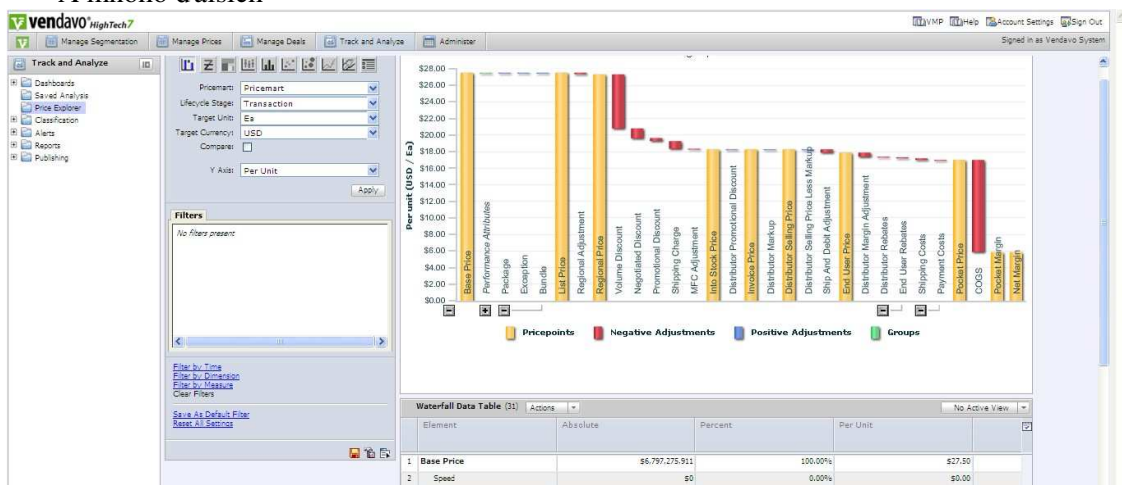 vendavo® HighTech7
VMP Help Account Settings Sign Out
Manage Segmentation Manage Prices Manage Deals Track and Analyze Administer
Signed in as Vendavo System
Track and Analyze
Dashboards
Saved Analysis
Price Explorer
Classification
Alerts
Reports
Publishing
Pricemart: Pricemart
Lifecycle Stage: Transaction
Target Unit: Ea
Target Currency: USD
Compare:
Y Axis: Per Unit
Apply
Filters
No filters present
Filter by Time
Filter by Dimension
Filter by Measure
Clear Filters
Save As Default Filter
Reset All Settings
Per unit (USD / Ea)
$28.00
$26.00
$24.00
$22.00
$20.00
$18.00
$16.00
$14.00
$12.00
$10.00
$8.00
$6.00
$4.00
$2.00
$0.00
Base Price
Performance Attributes
Package
Exception
Bundle
List Price
Regional Adjustment
Regional Price
Volume Discount
Negotiated Discount
Promotional Discount
Shipping Charge
MFC Adjustment
Into Stock Price
Distributor Promotional Discount
Invoice Price
Distributor Markup
Distributor Selling Price
Distributor Selling Price Less Markup
Ship And Debit Adjustment
End User Price
Distributor Margin Adjustment
Distributor Rebates
End User Rebates
Shipping Costs
Payment Costs
Pocket Price
COGS
Pocket Margin
Net Margin
Pricepoints Negative Adjustments Positive Adjustments Groups
Waterfall Data Table (31) Actions No Active View
Element Absolute Percent Per Unit
1 Base Price $6,797,275,911 100.00% $27.50
2 Speed $0 0.00% $0.00